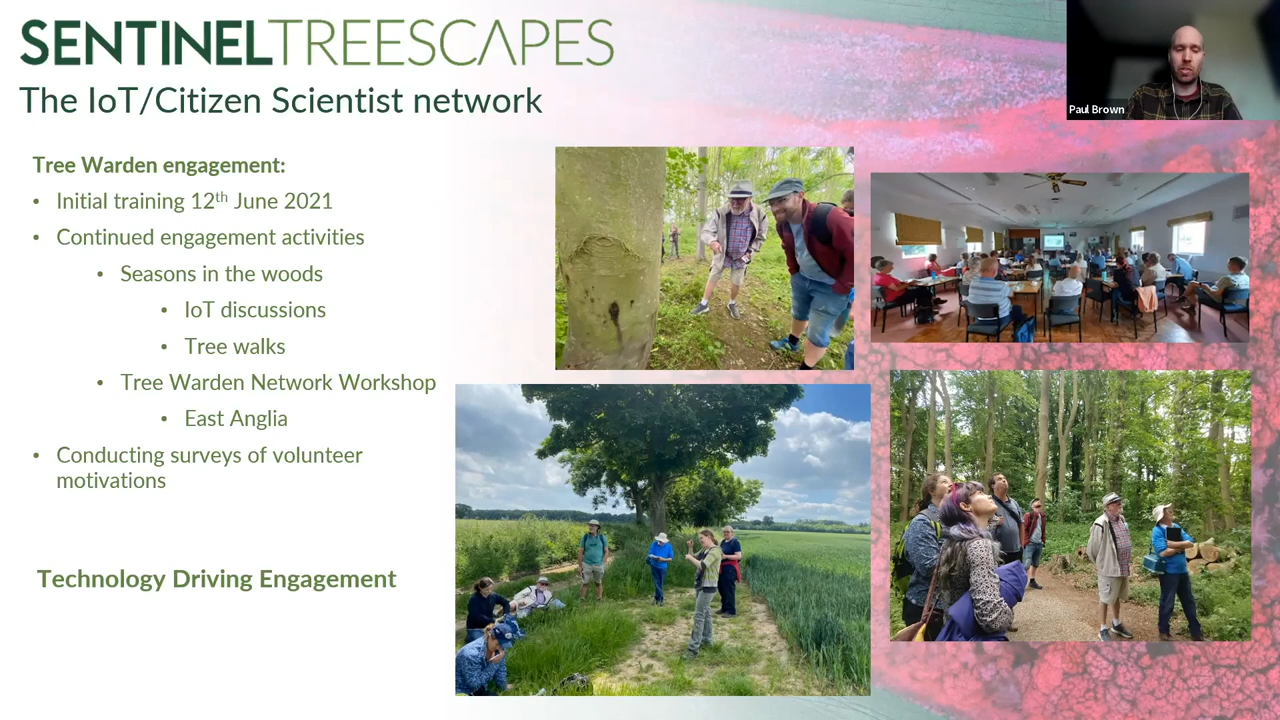 SENTINELTREESCAPES
The IoT/Citizen Scientist network
Paul Brown
Tree Warden engagement:
• Initial training 12th June 2021
• Continued engagement activities
• Seasons in the woods
• IoT discussions
• Tree walks
• Tree Warden Network Workshop
• East Anglia
• Conducting surveys of volunteer
motivations
Technology Driving Engagement